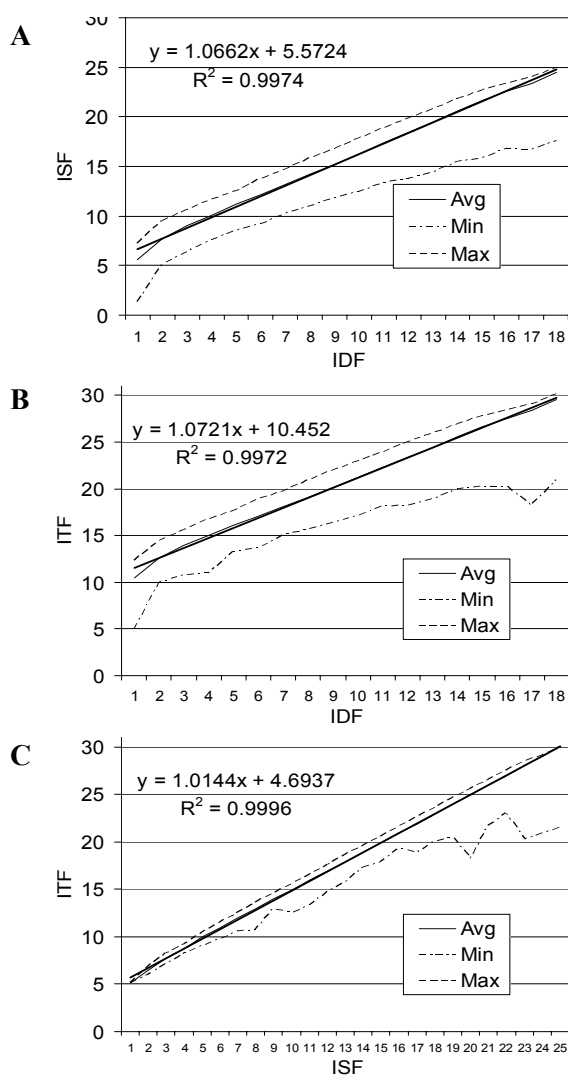 A
30
y = 1.0662x + 5.5724
R² = 0.9974
25
20
15
10
5
0
ISF
Avg
Min
Max
1 2 3 4 5 6 7 8 9 10 11 12 13 14 15 16 17 18
IDF
B
30
y = 1.0721x + 10.452
R² = 0.9972
25
20
15
10
5
0
ITF
Avg
Min
Max
1 2 3 4 5 6 7 8 9 10 11 12 13 14 15 16 17 18
IDF
C
30
y = 1.0144x + 4.6937
R² = 0.9996
25
20
15
10
5
0
ITF
Avg
Min
Max
1 2 3 4 5 6 7 8 9 10 11 12 13 14 15 16 17 18 19 20 21 22 23 24 25
ISF